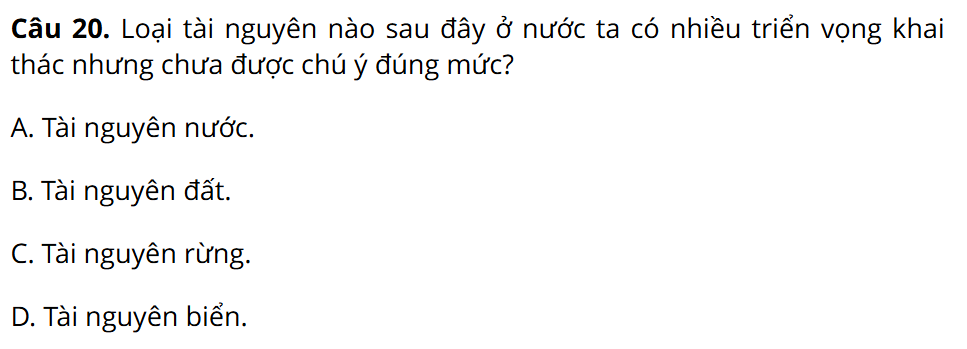 Câu 20. Loại tài nguyên nào sau đây ở nước ta có nhiều triển vọng khai
thác nhưng chưa được chú ý đúng mức?
A. Tài nguyên nước.
B. Tài nguyên đất.
C. Tài nguyên rừng.
D. Tài nguyên biển.